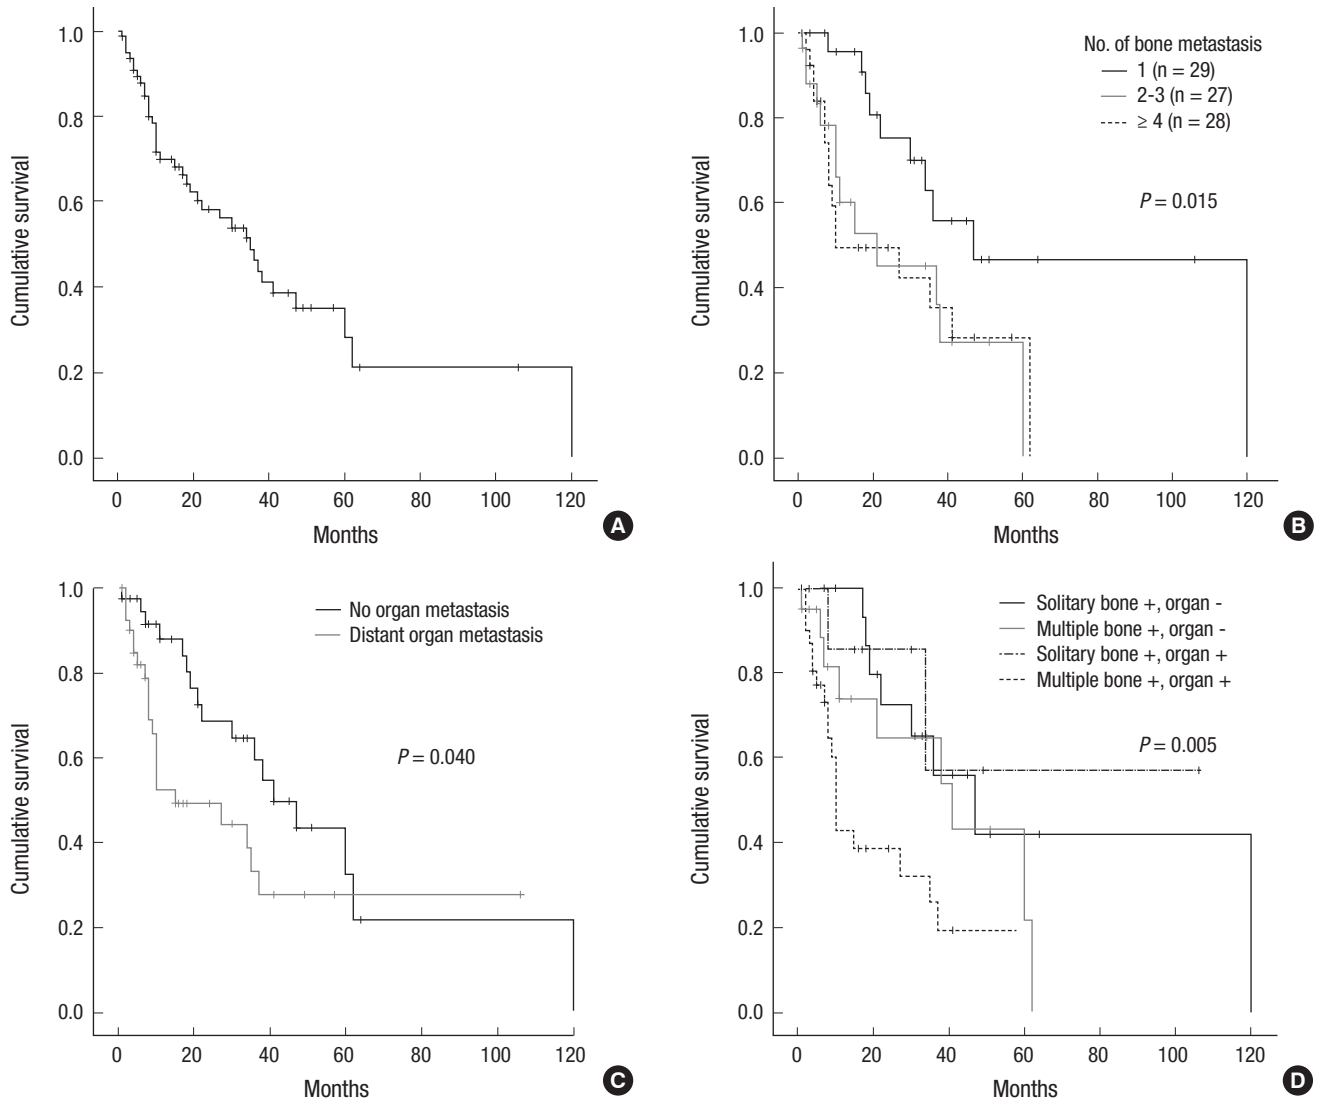 Cumulative survival
1.0
0.8
0.6
0.4
0.2
0.0
0 20 40 60 80 100 120
Months
A
Cumulative survival
1.0
0.8
0.6
0.4
0.2
0.0
No. of bone metastasis
1 (n = 29)
2-3 (n = 27)
≥ 4 (n = 28)
P = 0.015
0 20 40 60 80 100 120
Months
B
Cumulative survival
1.0
0.8
0.6
0.4
0.2
0.0
No organ metastasis
Distant organ metastasis
P = 0.040
0 20 40 60 80 100 120
Months
C
Cumulative survival
1.0
0.8
0.6
0.4
0.2
0.0
Solitary bone +, organ -
Multiple bone +, organ -
Solitary bone +, organ +
Multiple bone +, organ +
P = 0.005
0 20 40 60 80 100 120
Months
D